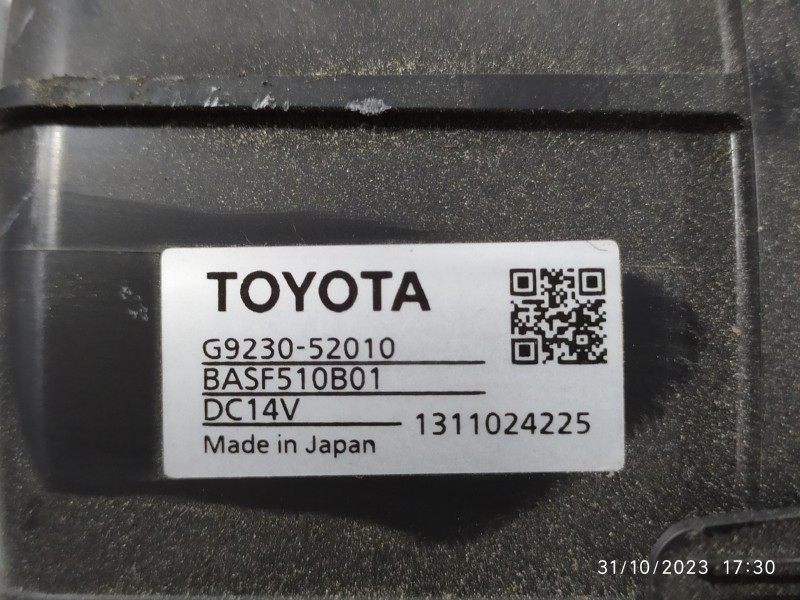 TOYOTA
G9230-52010
BASF510B01
DC14V
1311024225
Made in Japan
31/10/2023 17:30